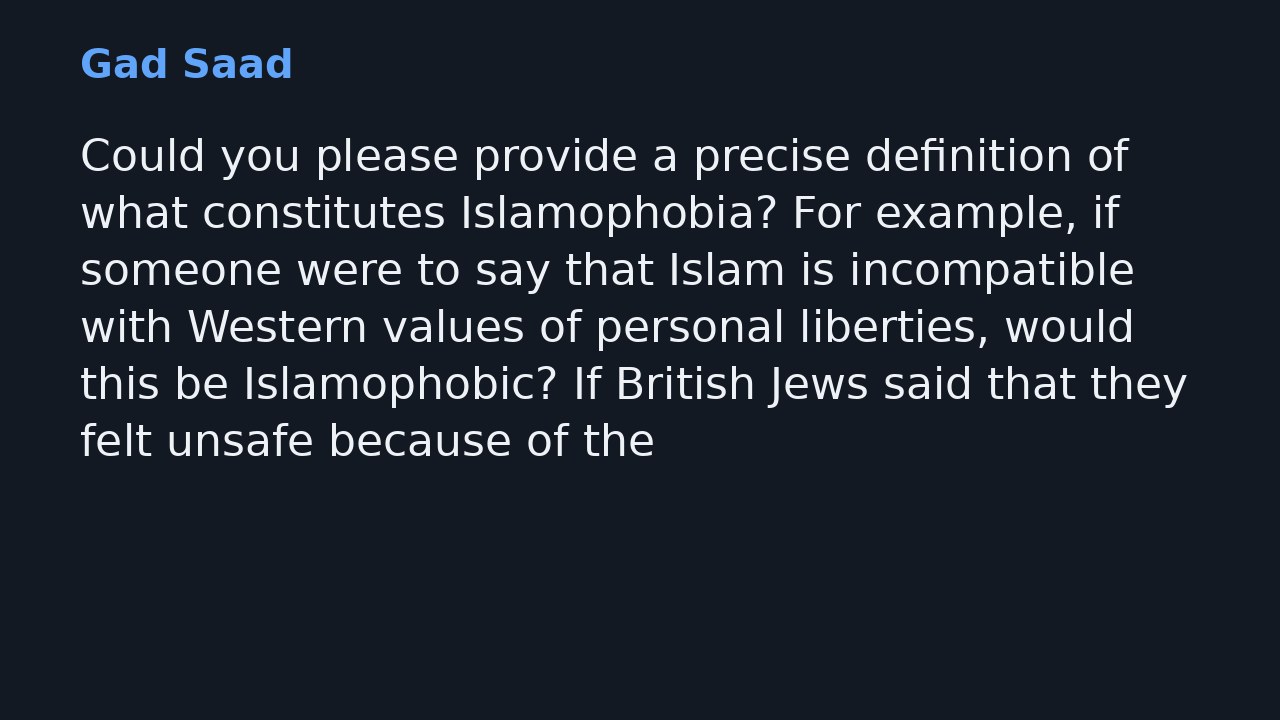 Gad Saad
Could you please provide a precise definition of
what constitutes Islamophobia? For example, if
someone were to say that Islam is incompatible
with Western values of personal liberties, would
this be Islamophobic? If British Jews said that they
felt unsafe because of the